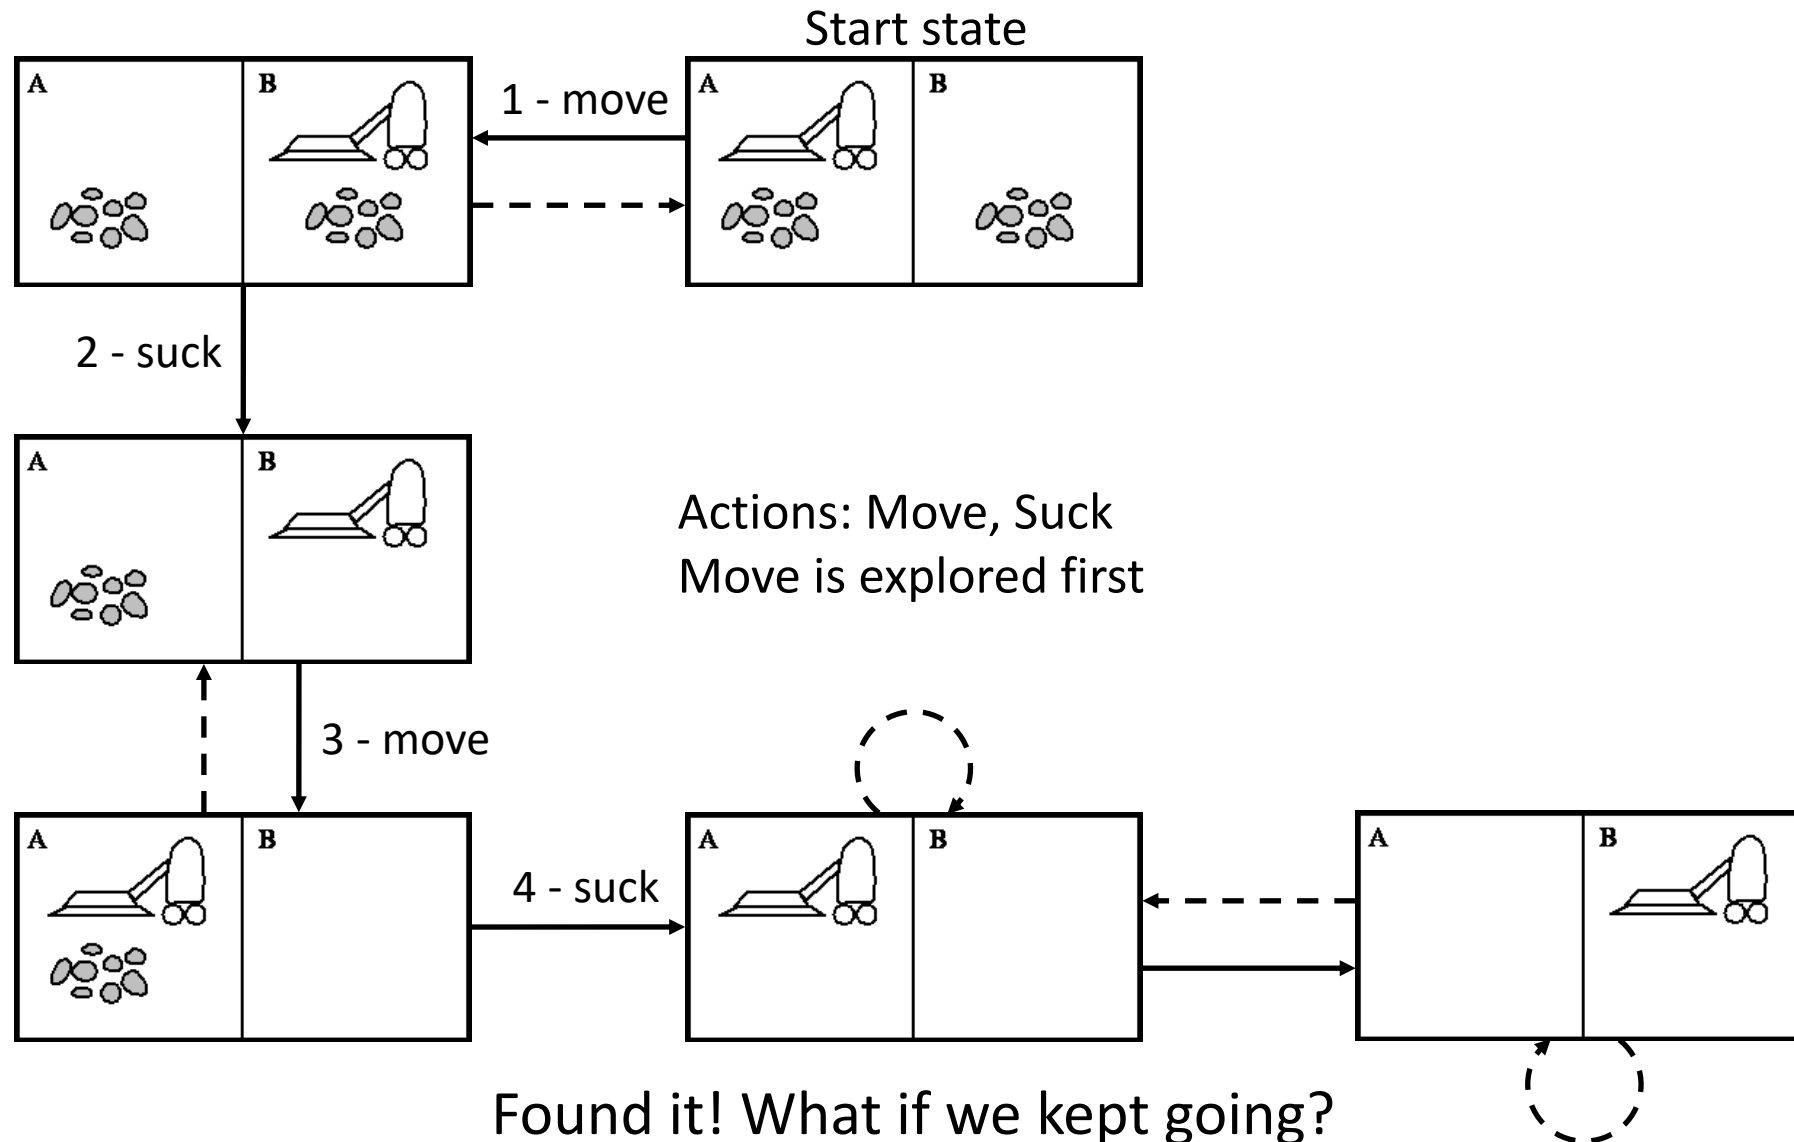 Start state
A B
1 - move
A B
2 - suck
A B
Actions: Move, Suck
Move is explored first
3 - move
A B
4 - suck
A B
A B
Found it! What if we kept going?